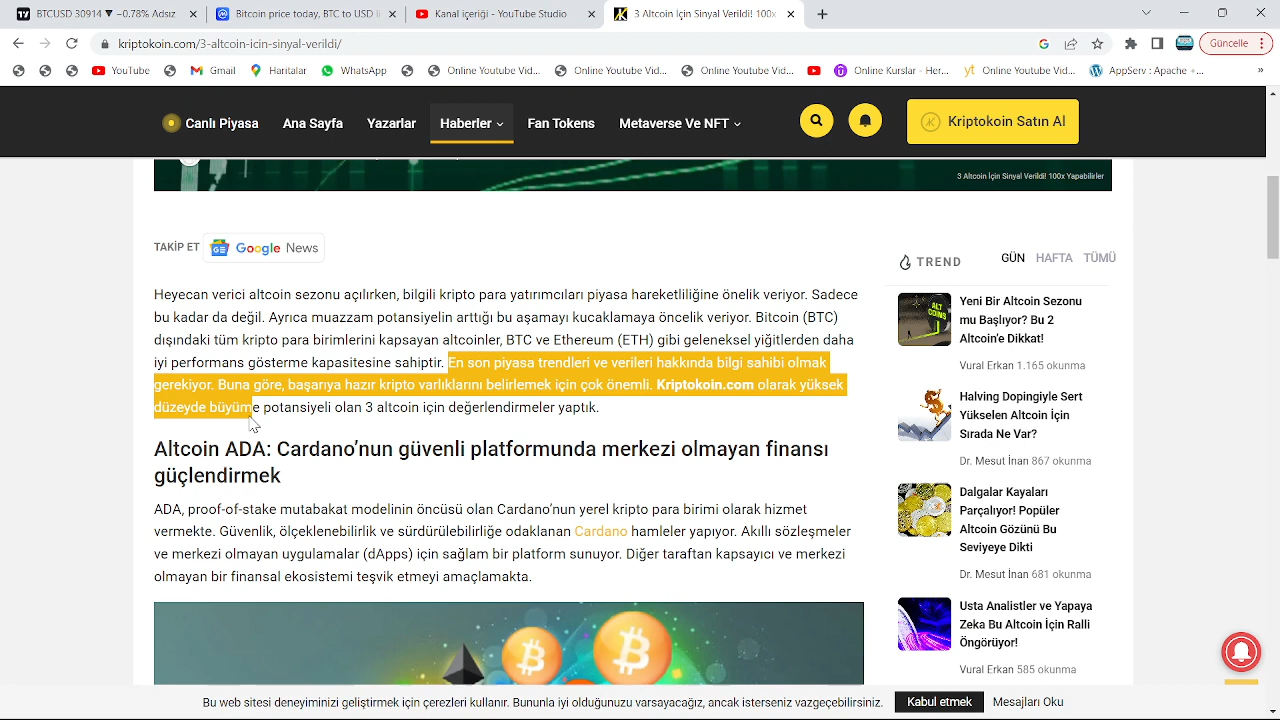 BTCUSD 30914 ▼ -0.02% Adsız
Bitcoin price today, BTC to USD li
Kanal içeriği - YouTube Studio
3 Altcoin İçin Sinyal Verildi! 100x
kriptokoin.com/3-altcoin-icin-sinyal-verildi/
Güncelle
YouTube
Gmail
Haritalar
WhatsApp
Online Youtube Vid...
Online Youtube Vid...
Online Youtube Vid...
Online Kurslar - Her...
yt Online Youtube Vid...
AppServ : Apache +...
»
Canlı Piyasa
Ana Sayfa
Yazarlar
Haberler
Fan Tokens
Metaverse Ve NFT
Kriptokoin Satın Al
3 Altcoin İçin Sinyal Verildi! 100x Yapabilirler
TAKİP ET
Google News
Heyecan verici altcoin sezonu açılırken, bilgili kripto para yatırımcıları piyasa hareketliliğine önelik veriyor. Sadece
bu kadar da değil. Ayrıca muazzam potansiyelin arttığı bu aşamayı kucaklamaya öncelik veriyor. Bitcoin (BTC)
dışındaki tüm kripto para birimlerini kapsayan altcoinler, BTC ve Ethereum (ETH) gibi geleneksel yiğitlerden daha
iyi performans gösterme kapasitesine sahiptir. En son piyasa trendleri ve verileri hakkında bilgi sahibi olmak
gerekiyor. Buna göre, başarıya hazır kripto varlıklarını belirlemek için çok önemli. Kriptokoin.com olarak yüksek
düzeyde büyüme potansiyeli olan 3 altcoin için değerlendirmeler yaptık.
Altcoin ADA: Cardano’nun güvenli platformunda merkezi olmayan finansı
güçlendirmek
ADA, proof-of-stake mutabakat modelinin öncüsü olan Cardano’nun yerel kripto para birimi olarak hizmet
vermekte. Güvenlik, ölçeklenebilirlik ve sürdürülebilirliğe odaklanan Cardano hamleler yapıyor. Akıllı sözleşmeler
ve merkezi olmayan uygulamalar (dApps) için sağlam bir platform sunuyor. Diğer taraftan kapsayıcı ve merkezi
olmayan bir finansal ekosistemi teşvik etmeyi amaçlamakta.
TREND
GÜN
HAFTA
TÜMÜ
ALT
COINS
Yeni Bir Altcoin Sezonu
mu Başlıyor? Bu 2
Altcoin’e Dikkat!
Vural Erkan 1.165 okunma
Halving Dopingiyle Sert
Yükselen Altcoin İçin
Sırada Ne Var?
Dr. Mesut İnan 867 okunma
Dalgalar Kayaları
Parçalıyor! Popüler
Altcoin Gözünü Bu
Seviyeye Dikti
Dr. Mesut İnan 681 okunma
Usta Analistler ve Yapaya
Zeka Bu Altcoin İçin Ralli
Öngörüyor!
Vural Erkan 585 okunma
Bu site deneyiminizi geliştirmek için çerezleri kullanır. Bununla iyi olduğunuzu varsayacağız, ancak isterseniz vazgeçebilirsiniz.
Kabul etmek
Mesajları Oku